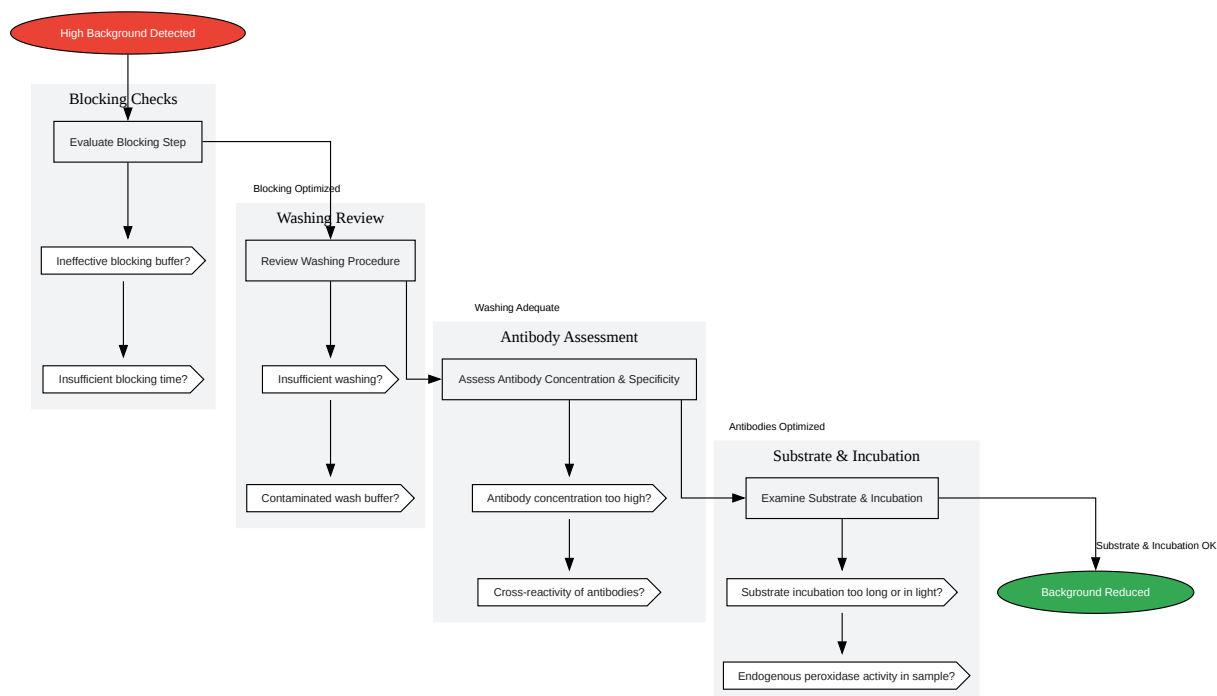 High Background Detected
Blocking Checks
Evaluate Blocking Step
Blocking Optimized
Washing Review
Ineffective blocking buffer?
Review Washing Procedure
Washing Adequate
Antibody Assessment
Insufficient blocking time?
Insufficient washing?
Assess Antibody Concentration & Specificity
Antibodies Optimized
Substrate & Incubation
Contaminated wash buffer?
Antibody concentration too high?
Examine Substrate & Incubation
Substrate & Incubation OK
Cross-reactivity of antibodies?
Substrate incubation too long or in light?
Background Reduced
Endogenous peroxidase activity in sample?